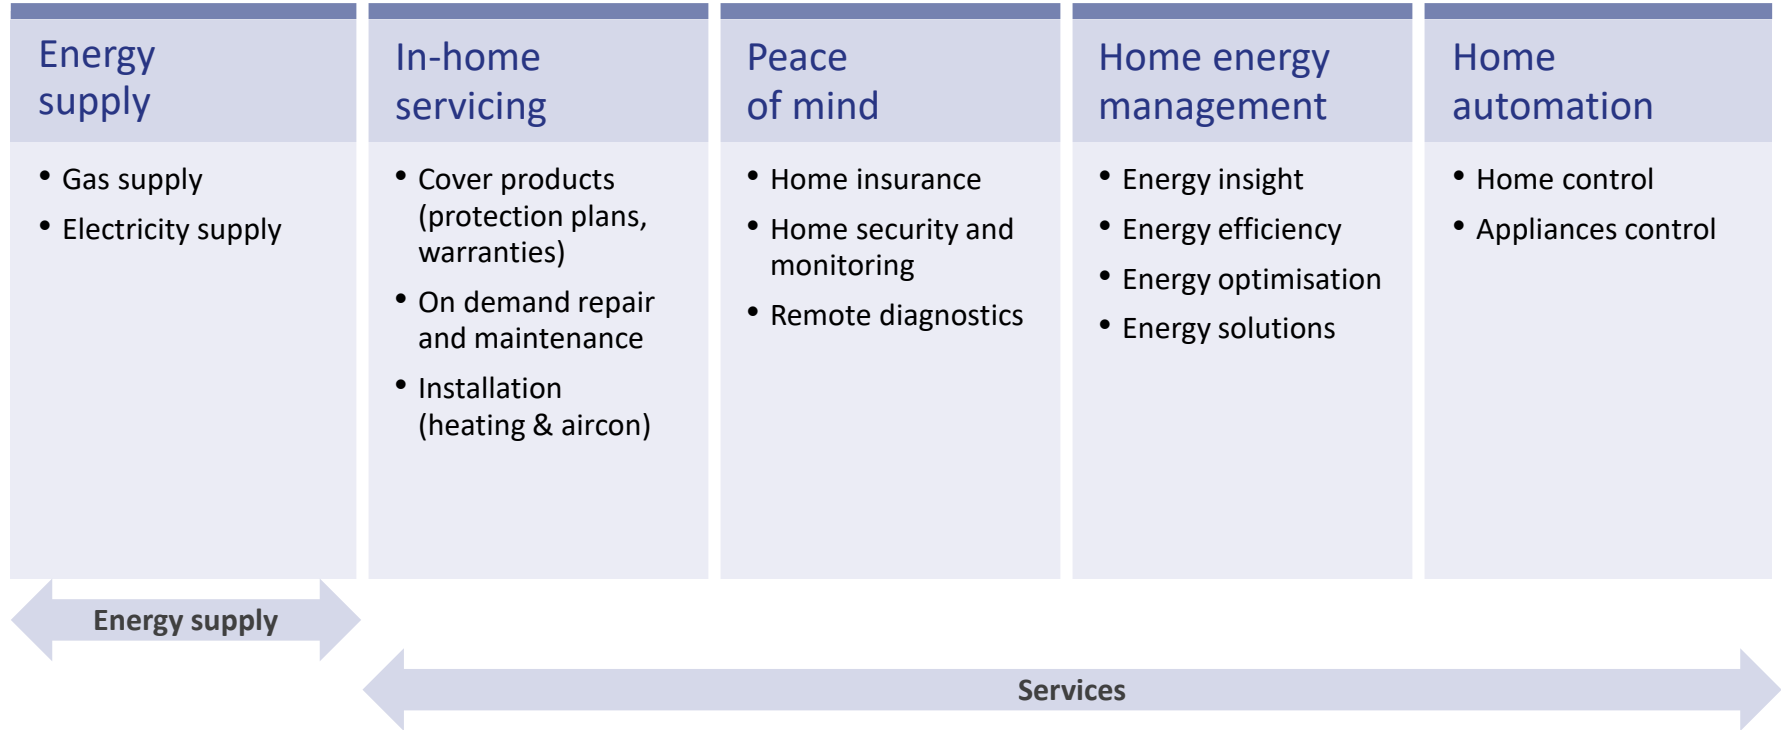 Energy
supply
• Gas supply
• Electricity supply
In-home
servicing
• Cover products
(protection plans,
warranties)
• On demand repair
and maintenance
• Installation
(heating & aircon)
Peace
of mind
• Home insurance
• Home security and
monitoring
• Remote diagnostics
Home energy
management
• Energy insight
• Energy efficiency
• Energy optimisation
• Energy solutions
Home
automation
• Home control
• Appliances control
Energy supply
Services